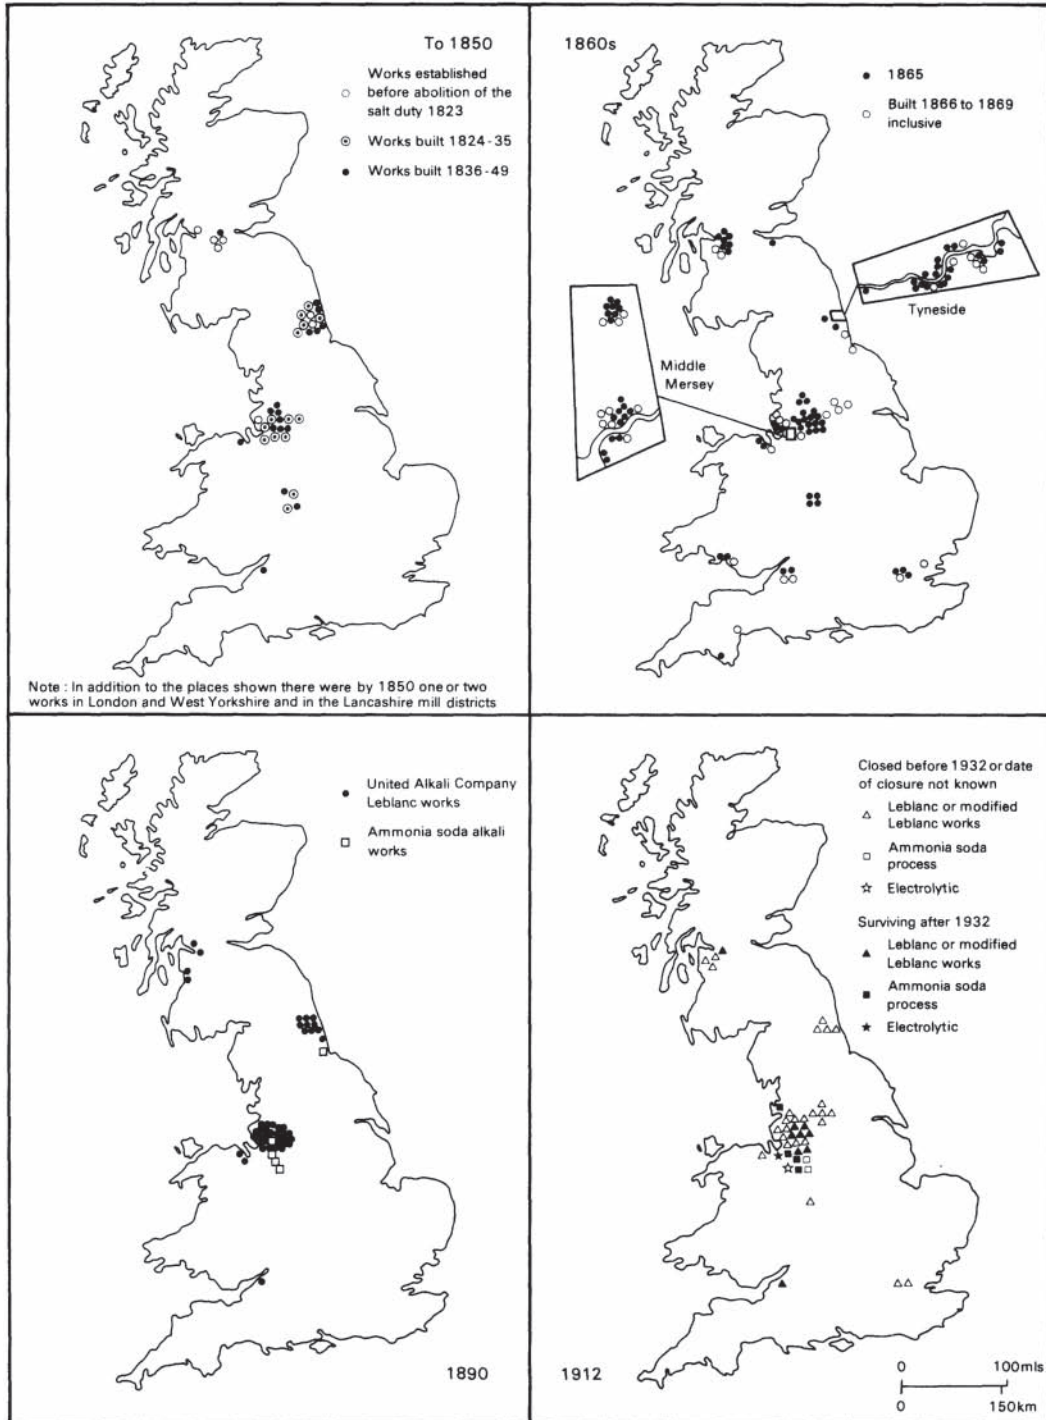 To 1850
Works established
before abolition of the
salt duty 1823
Works built 1824-35
Works built 1836-49
Note : In addition to the places shown there were by 1850 one or two
works in London and West Yorkshire and in the Lancashire mill districts
1860s
1865
Built 1866 to 1869
inclusive
Tyneside
Middle
Mersey
United Alkali Company
Leblanc works
Ammonia soda alkali
works
1890
Closed before 1932 or date
of closure not known
Leblanc or modified
Leblanc works
Ammonia soda
process
Electrolytic
Surviving after 1932
Leblanc or modified
Leblanc works
Ammonia soda
process
Electrolytic
1912
0 100mls
0 150km